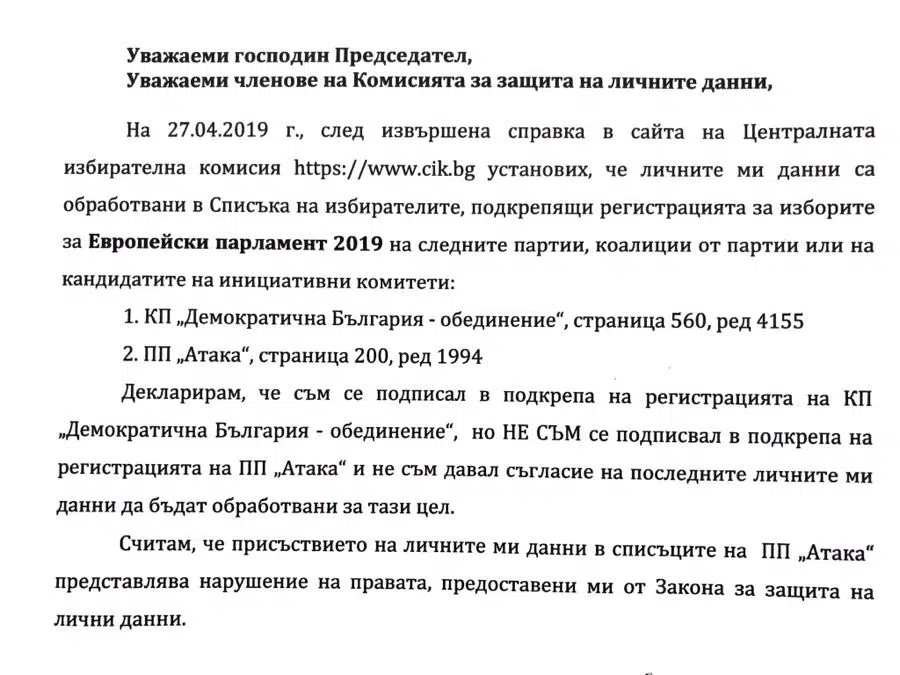 Уважаеми господин Председател,
Уважаеми членове на Комисията за защита на личните данни,
На 27.04.2019 г., след извършена справка в сайта на Централната
избирателна комисия https://www.cik.bg установих, че личните ми данни са
обработвани в Списъка на избирателите, подкрепящи регистрацията за изборите
за Европейски парламент 2019 на следните партии, коалиции от партии или на
кандидатите на инициативни комитети:
1. КП „Демократична България - обединение“, страница 560, ред 4155
2. ПП „Атака“, страница 200, ред 1994
Декларирам, че съм се подписал в подкрепа на регистрацията на КП
„Демократична България - обединение“, но НЕ СЪМ се подписвал в подкрепа на
регистрацията на ПП „Атака“ и не съм давал съгласие на последните личните ми
данни да бъдат обработвани за тази цел.
Считам, че присъствието на личните ми данни в списъците на ПП „Атака“
представлява нарушение на правата, предоставени ми от Закона за защита на
лични данни.